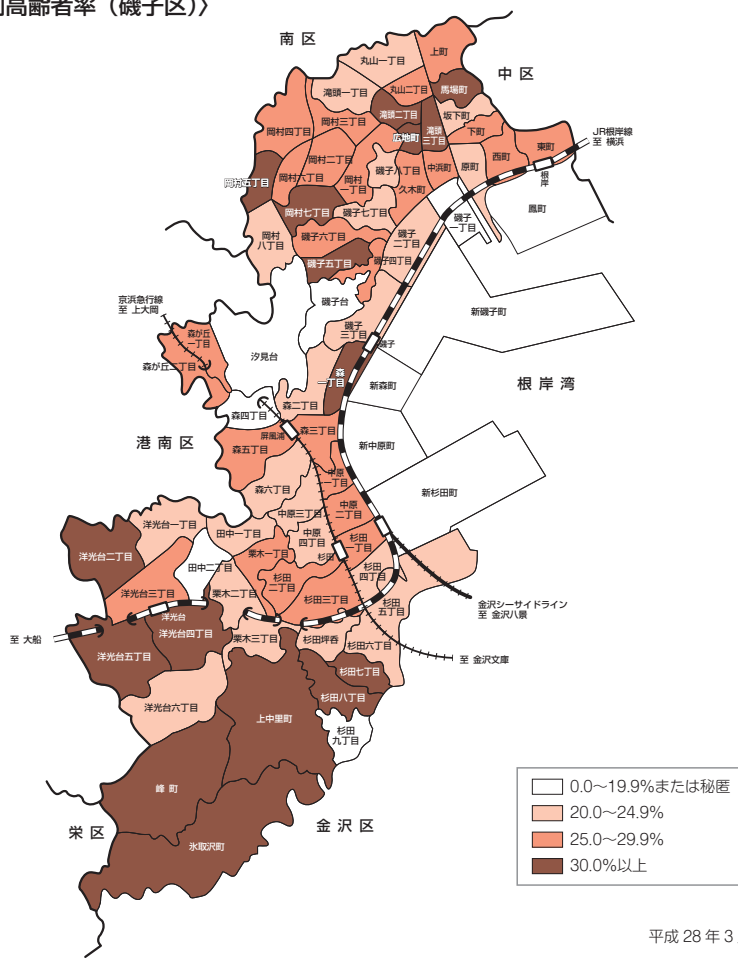 別高齢者率（磯子区）〉
南区
中区
上町
丸山一丁目
丸山二丁目
馬場町
滝頭一丁目
滝頭二丁目
滝頭
三丁目
坂下町
岡村三丁目
岡村四丁目
広地町
下町
東町
JR根岸線
至 横浜
西町
根岸
岡村二丁目
磯子八丁目
中浜町
原町
岡村五丁目
岡村六丁目
岡村
一丁目
久木町
岡村七丁目
磯子七丁目
磯子
一丁目
鳳町
岡村
八丁目
磯子六丁目
磯子
二丁目
磯子五丁目
磯子四丁目
京浜急行線
至 上大岡
磯子台
新磯子町
森が丘
一丁目
磯子
三丁目
磯子
汐見台
森が丘二丁目
森
一丁目
新森町
根岸湾
森四丁目
森二丁目
港南区
屏風浦
森三丁目
森五丁目
新中原町
森六丁目
中原
一丁目
新杉田町
中原三丁目
中原
二丁目
洋光台一丁目
田中一丁目
中原
四丁目
杉田
一丁目
洋光台二丁目
栗木一丁目
杉田
田中二丁目
杉田
四丁目
杉田
二丁目
洋光台三丁目
栗木二丁目
杉田三丁目
杉田
五丁目
金沢シーサイドライン
至 金沢八景
洋光台
洋光台四丁目
至 大船
栗木三丁目
杉田坪呑
杉田六丁目
洋光台五丁目
至 金沢文庫
杉田七丁目
杉田八丁目
洋光台六丁目
上中里町
杉田
九丁目
峰町
栄区
金沢区
氷取沢町
0.0～19.9%または秘匿
20.0～24.9%
25.0～29.9%
30.0%以上
平成 28 年 3